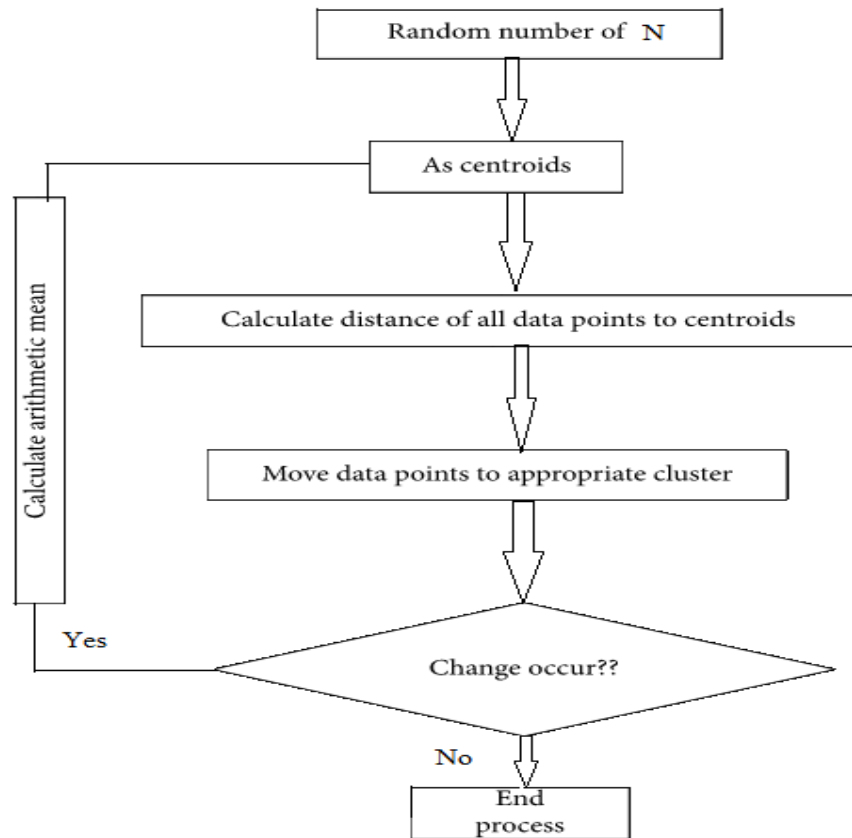 Random number of N
As centroids
Calculate distance of all data points to centroids
Calculate arithmetic mean
Move data points to appropriate cluster
Yes
Change occur??
No
End
process